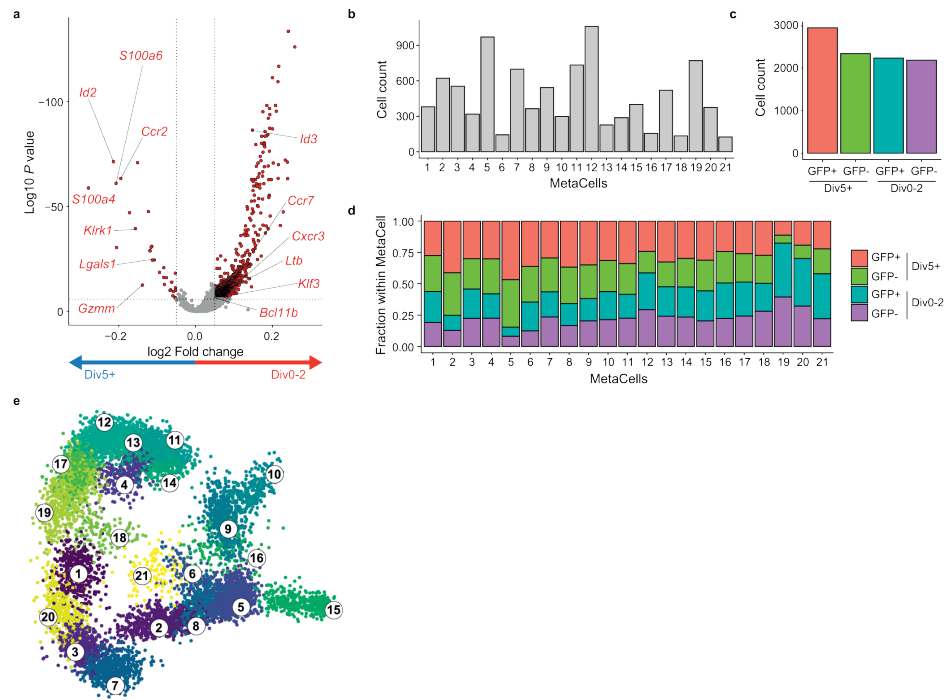 a
Log10 P value
−100
−50
0
−0.2
0.0
0.2
log2 Fold change
Div5+
Div0-2
S100a6
Id2
Ccr2
S100a4
Klrk1
Lgals1
Gzmm
Id3
Ccr7
Cxcr3
Ltb
Klf3
Bcl11b
b
Cell count
900
600
300
0
1 2 3 4 5 6 7 8 9 10 11 12 13 14 15 16 17 18 19 20 21
MetaCells
c
Cell count
3000
2000
1000
0
GFP+ GFP- GFP+ GFP-
Div5+ Div0-2
d
Fraction within MetaCell
1.00
0.75
0.50
0.25
0.00
1 2 3 4 5 6 7 8 9 10 11 12 13 14 15 16 17 18 19 20 21
MetaCells
GFP+
GFP-
Div5+
GFP+
GFP-
Div0-2
e
12
13
11
17
4
14
10
19
9
18
16
1
21
6
20
5
15
2
8
3
7